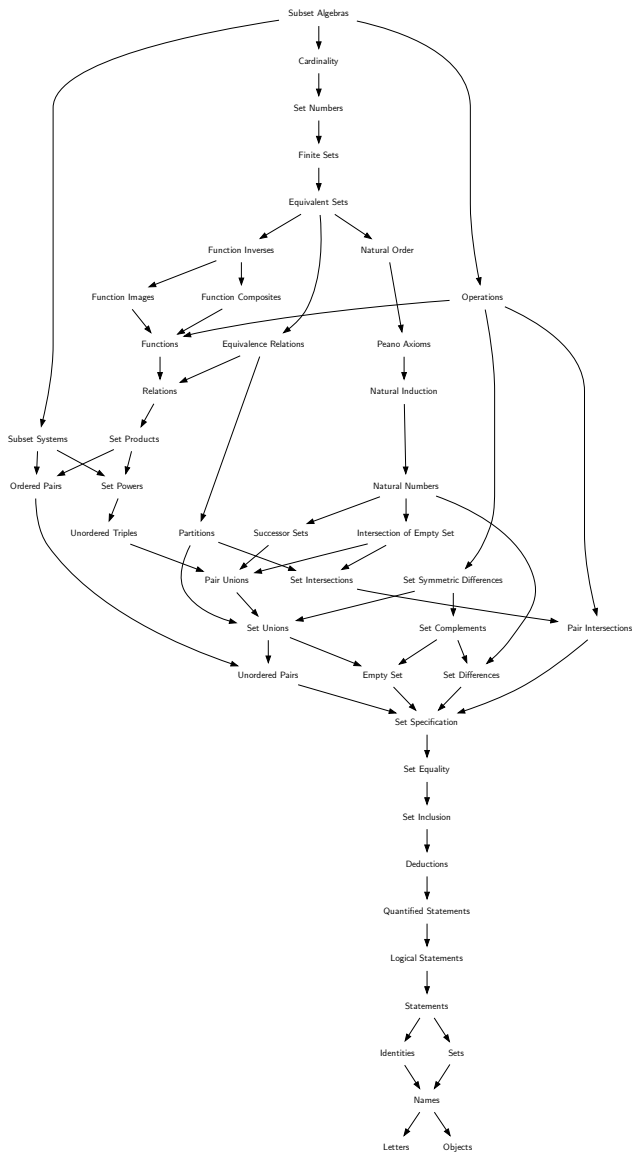 Subset Algebras
Cardinality
Set Numbers
Finite Sets
Equivalent Sets
Function Inverses
Natural Order
Function Images
Function Composites
Operations
Functions
Equivalence Relations
Peano Axioms
Relations
Natural Induction
Subset Systems
Set Products
Ordered Pairs
Set Powers
Natural Numbers
Unordered Triples
Partitions
Successor Sets
Intersection of Empty Set
Pair Unions
Set Intersections
Set Symmetric Differences
Set Unions
Set Complements
Pair Intersections
Unordered Pairs
Empty Set
Set Differences
Set Specification
Set Equality
Set Inclusion
Deductions
Quantified Statements
Logical Statements
Statements
Identities
Sets
Names
Letters
Objects